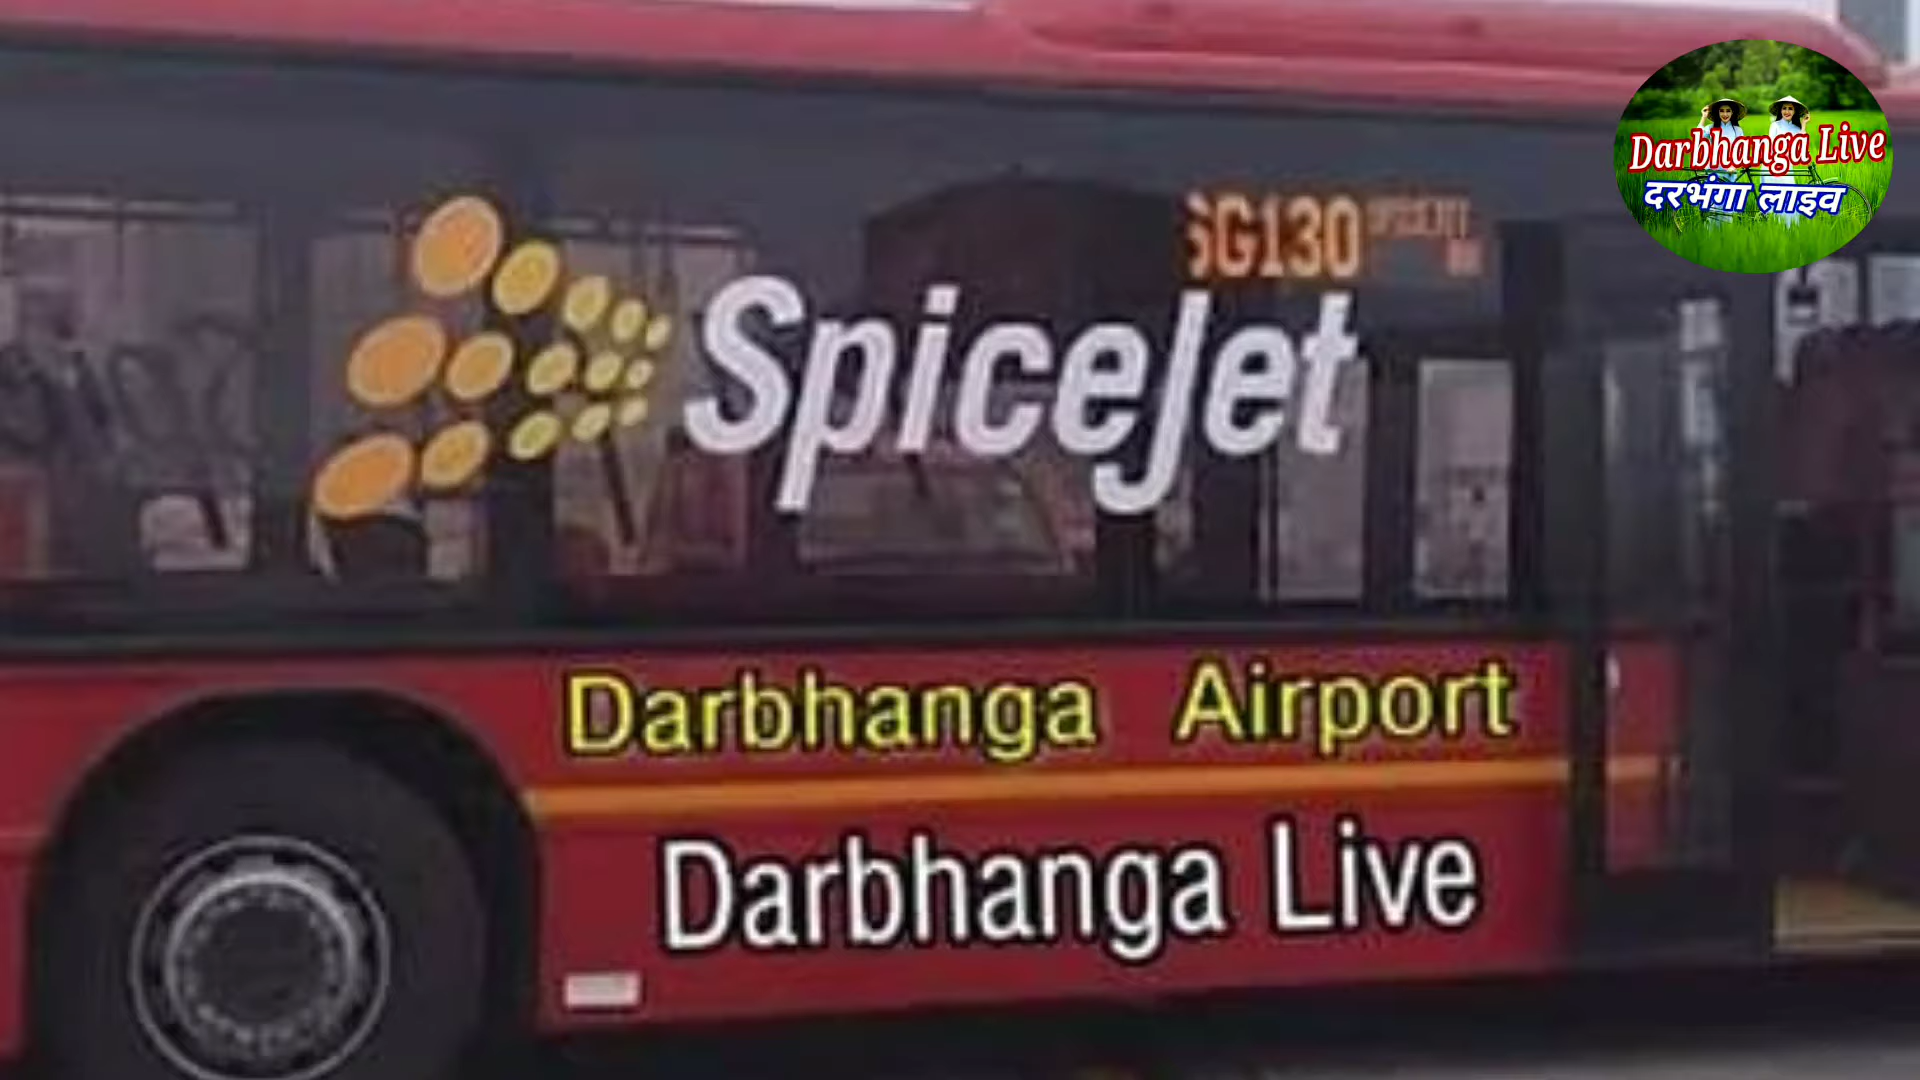 SG130
SpiceJet
Darbhanga Live
दरभंगा लाइव
Darbhanga Airport
Darbhanga Live